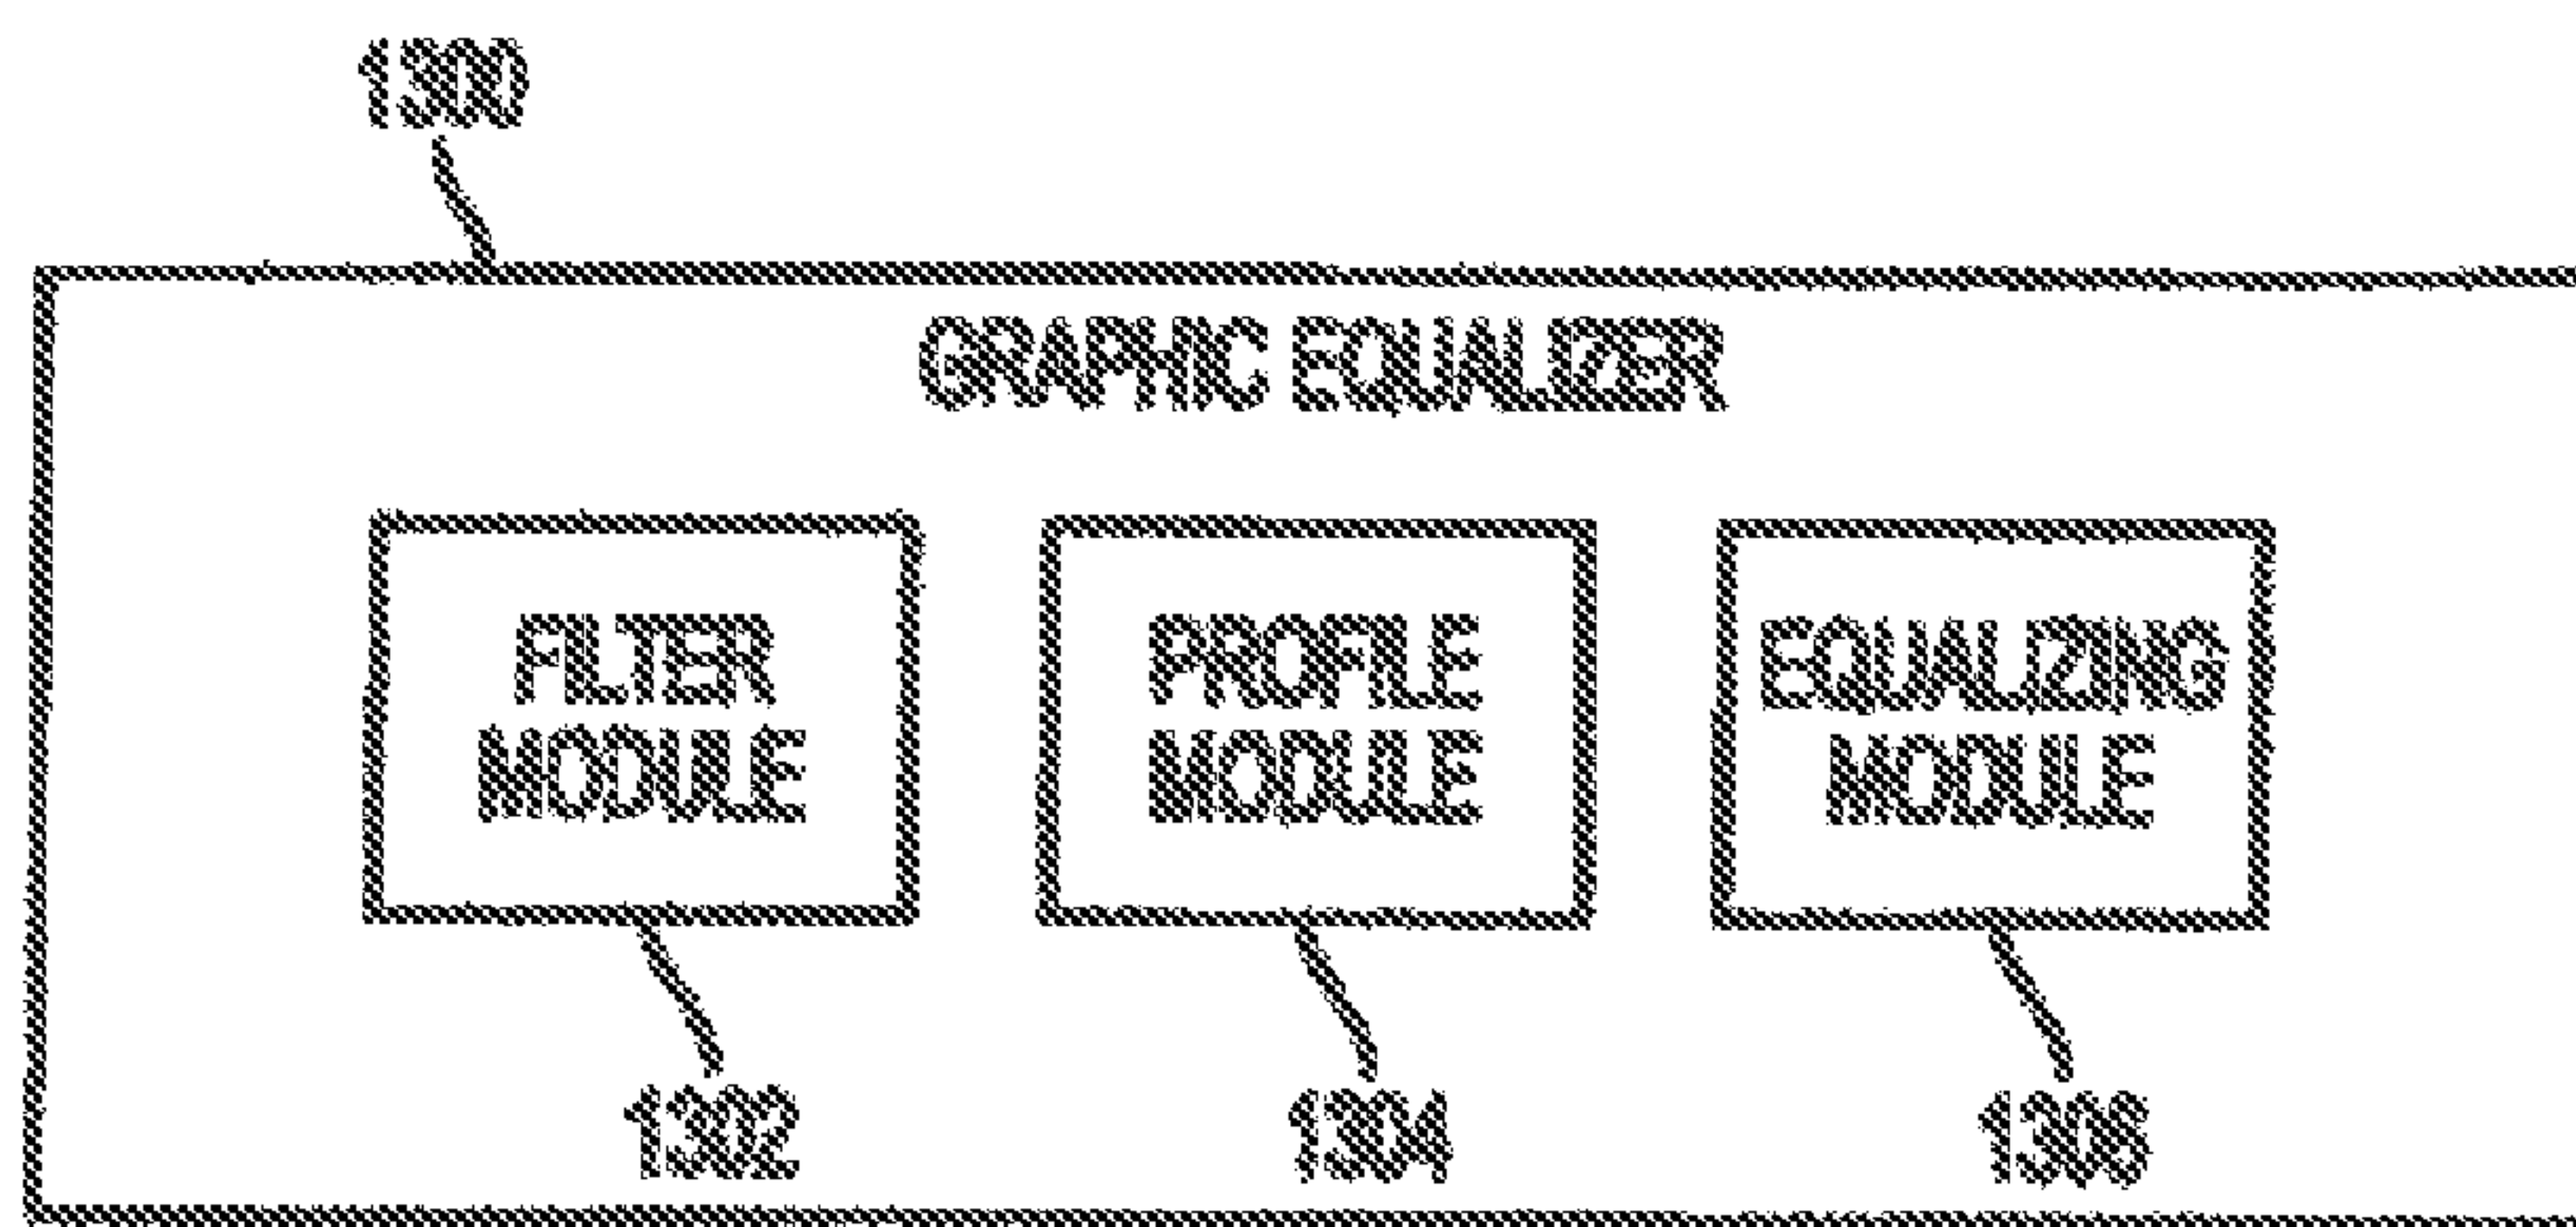 1300
GRAPHIC EQUALIZER
FILTER
MODULE
PROFILE
MODULE
EQUALIZING
MODULE
1302
1304
1306